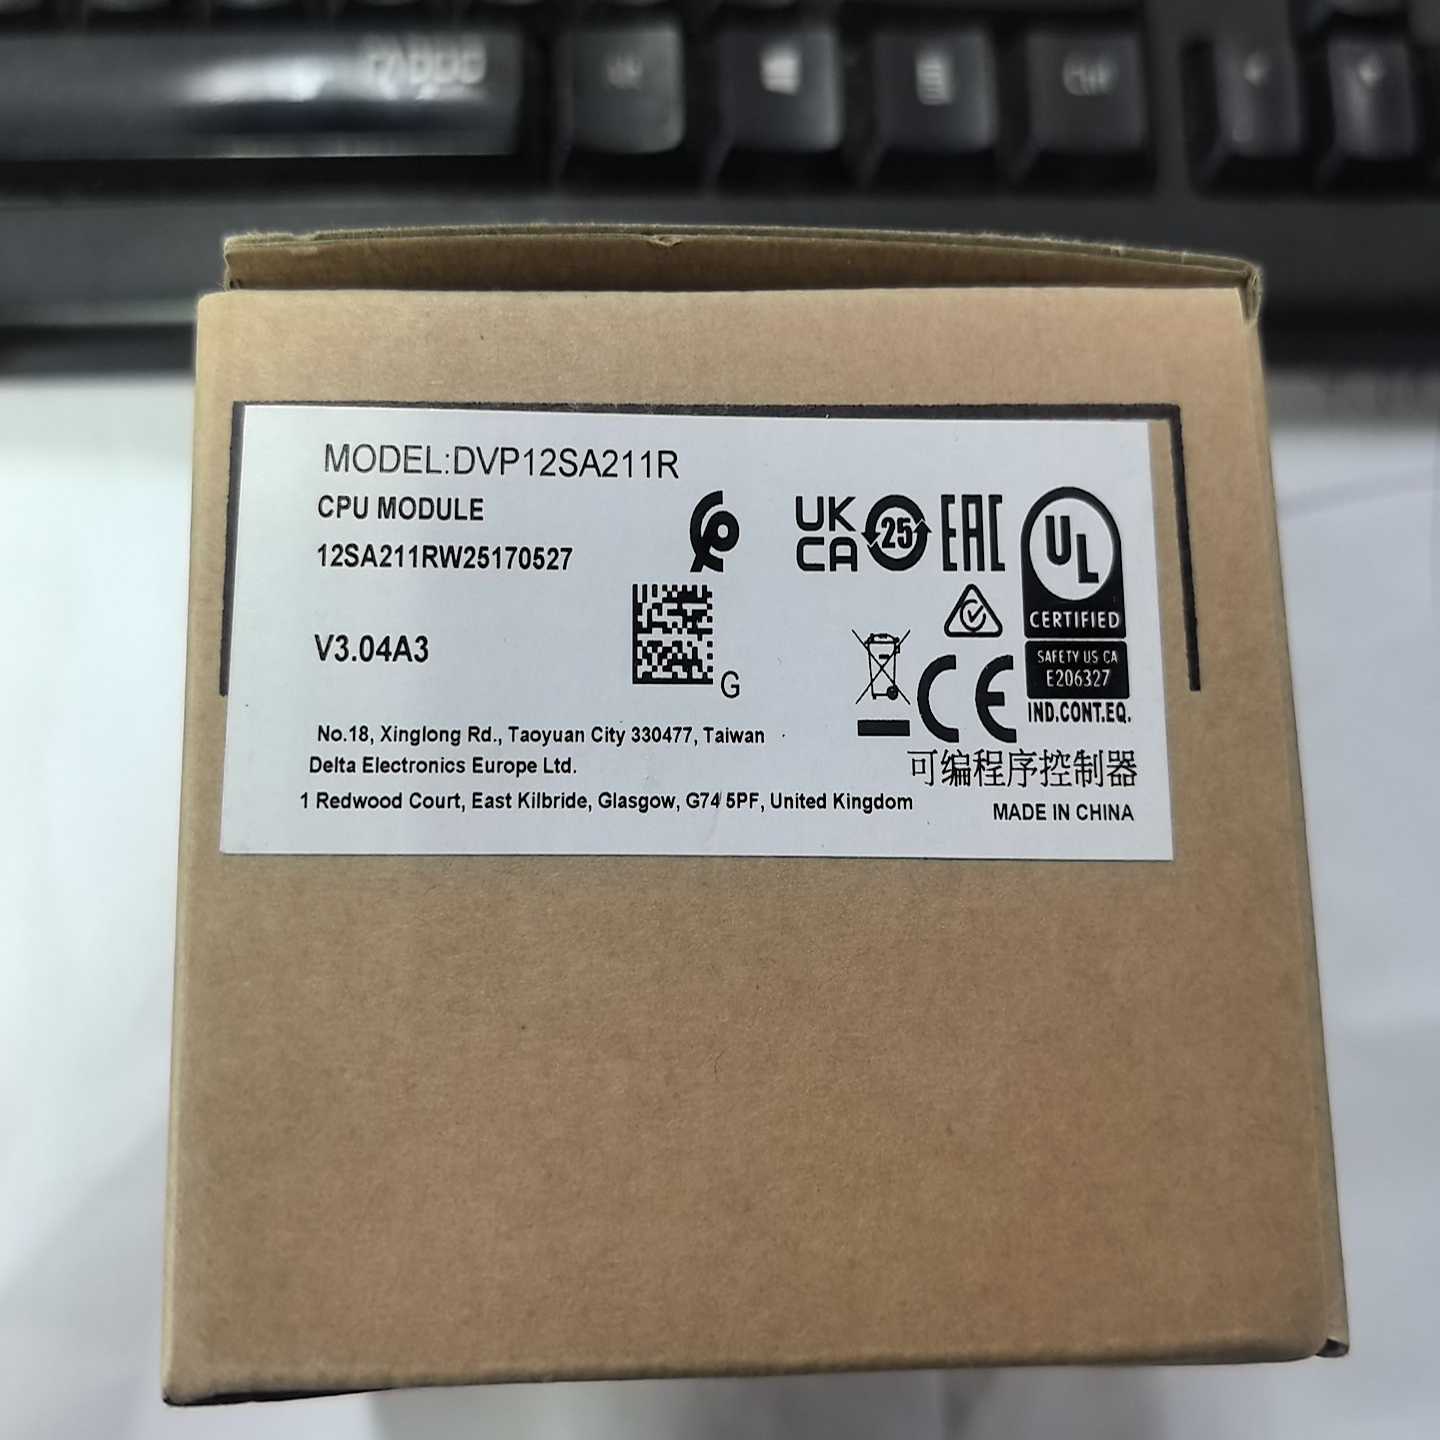 MODEL:DVP12SA211R
CPU MODULE
12SA211RW25170527
V3.04A3
G
UK
CA
25
EAC
UL
CERTIFIED
SAFETY US CA
E206327
IND.CONT.EQ.
CE
No.18, Xinglong Rd., Taoyuan City 330477, Taiwan
Delta Electronics Europe Ltd.
1 Redwood Court, East Kilbride, Glasgow, G74 5PF, United Kingdom
可编程序控制器
MADE IN CHINA